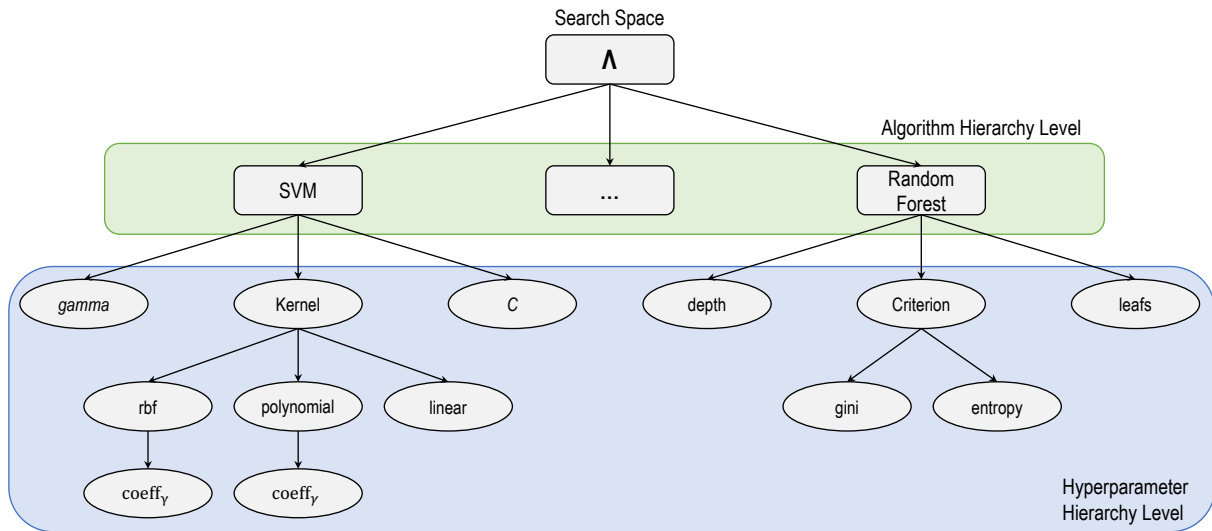 Search Space
Λ
Algorithm Hierarchy Level
SVM
...
Random
Forest
gamma
Kernel
C
depth
Criterion
leafs
rbf
polynomial
linear
gini
entropy
coeffγ
coeffγ
Hyperparameter
Hierarchy Level